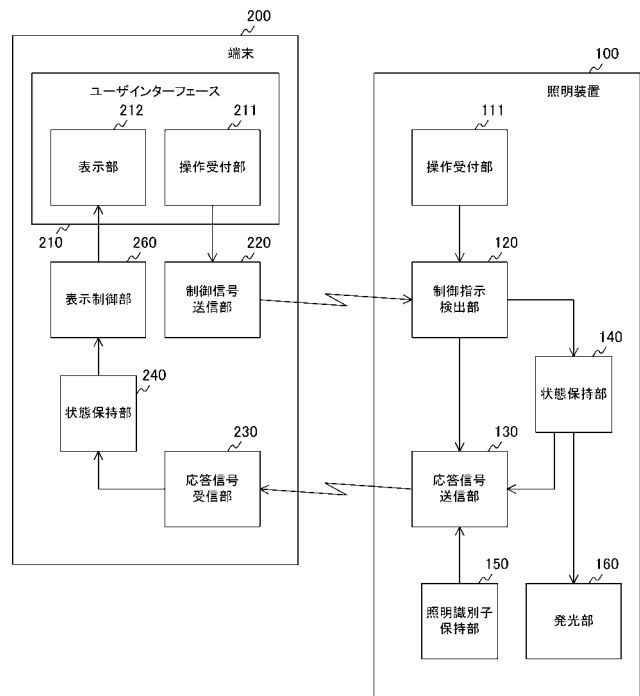 200
端末
ユーザインターフェース
212
211
表示部
操作受付部
210
260
220
表示制御部
制御信号
送信部
240
状態保持部
230
応答信号
受信部
100
照明装置
111
操作受付部
120
制御指示
検出部
140
状態保持部
130
応答信号
送信部
150
照明識別子
保持部
160
発光部